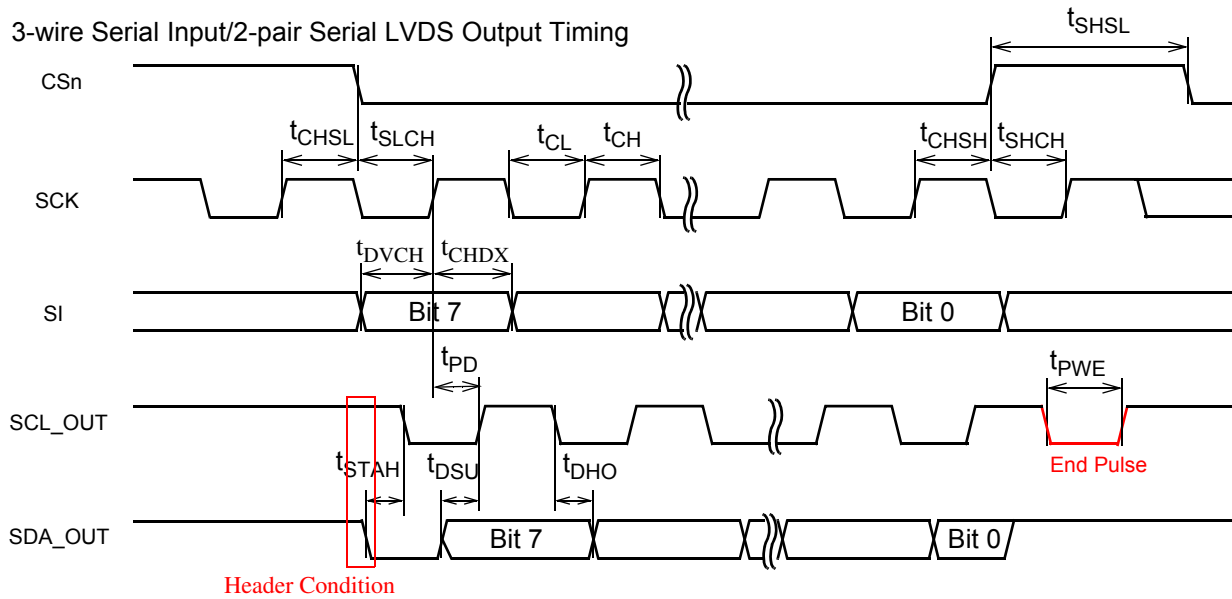 3-wire Serial Input/2-pair Serial LVDS Output Timing
tSHSL
CSn
tCHSL tSLCH tCL tCH tCHSH tSHCH
SCK
tDVCH tCHDX
SI Bit 7 Bit 0
tPD tPWE
SCL_OUT
End Pulse
tSTAH tDSU tDHO
SDA_OUT Bit 7 Bit 0
Header Condition